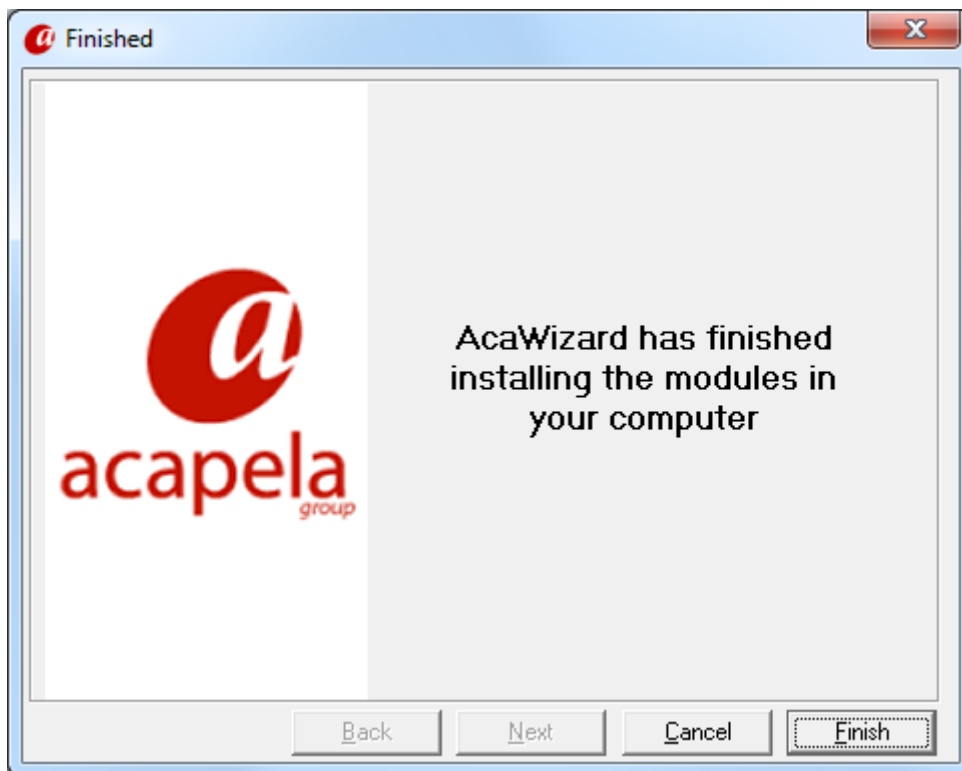 Finished
acapela
group
AcaWizard has finished
installing the modules in
your computer
Back
Next
Cancel
Finish